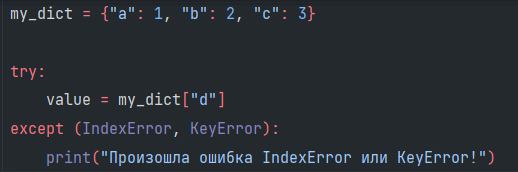 my_dict = {"a": 1, "b": 2, "c": 3}
try:
    value = my_dict["d"]
except (IndexError, KeyError):
    print("Произошла ошибка IndexError или KeyError!")